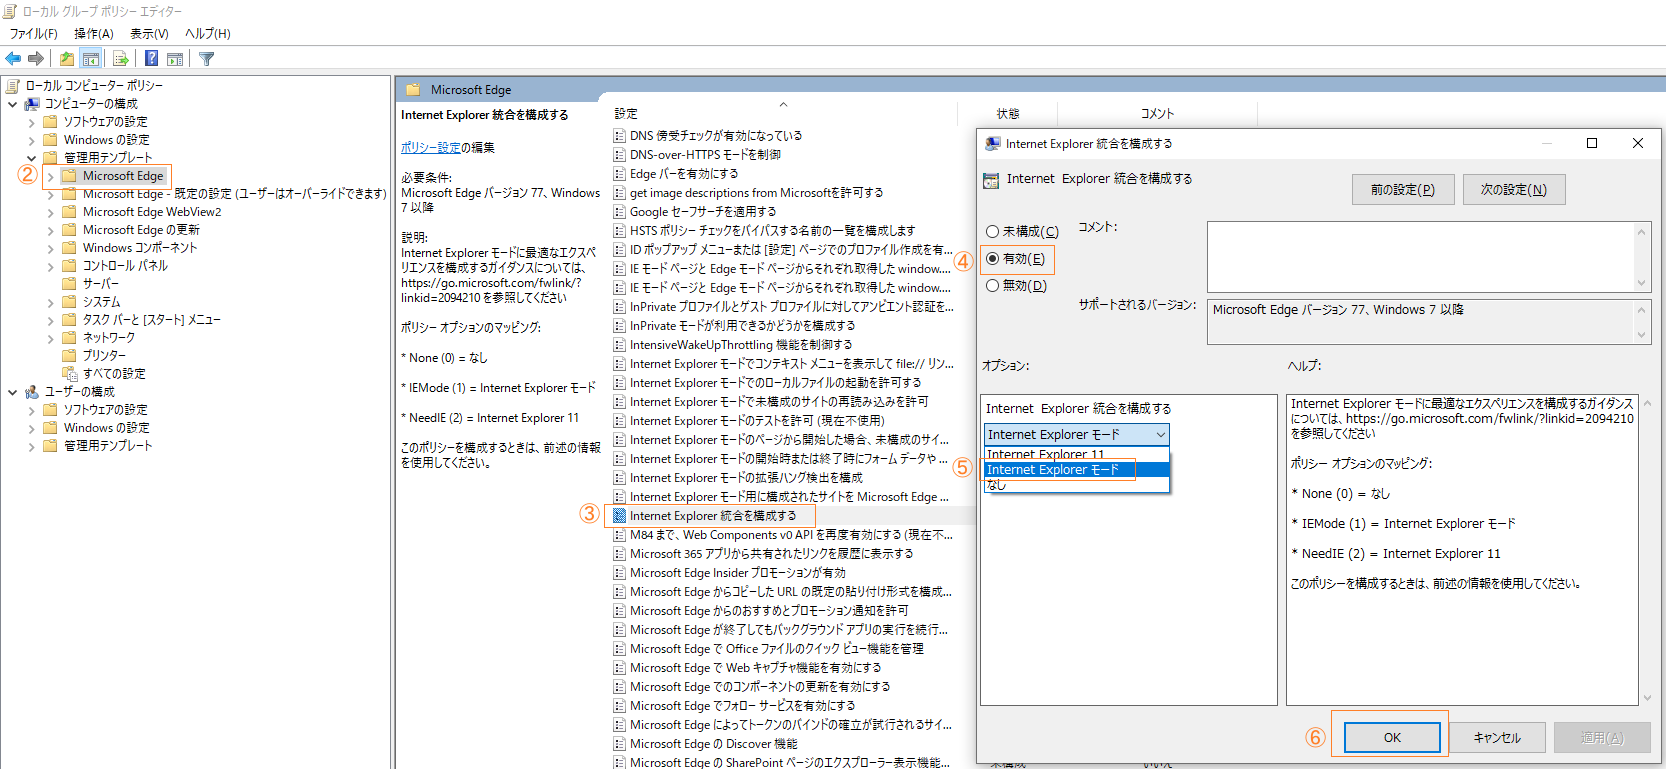 ローカル グループ ポリシー エディター
ファイル(F) 操作(A) 表示(V) ヘルプ(H)
ローカル コンピューター ポリシー
コンピューターの構成
ソフトウェアの設定
Windows の設定
管理用テンプレート
②
Microsoft Edge
Microsoft Edge - 既定の設定 (ユーザーはオーバーライドできます)
Microsoft Edge WebView2
Microsoft Edge の更新
Windows コンポーネント
コントロール パネル
サーバー
システム
タスク バーと [スタート] メニュー
ネットワーク
プリンター
すべての設定
ユーザーの構成
ソフトウェアの設定
Windows の設定
管理用テンプレート
Microsoft Edge
Internet Explorer 統合を構成する
ポリシー設定の編集
必要条件:
Microsoft Edge バージョン 77、Windows
7 以降
説明:
Internet Explorer モードに最適なエクスペ
リエンスを構成するガイダンスについては、
https://go.microsoft.com/fwlink/?
linkid=2094210 を参照してください
ポリシー オプションのマッピング:
* None (0) = なし
* IEMode (1) = Internet Explorer モード
* NeedIE (2) = Internet Explorer 11
このポリシーを構成するときは、前述の情報
を使用してください。
設定 状態 コメント
DNS 傍受チェックが有効になっている
DNS-over-HTTPS モードを制御
Edge バーを有効にする
get image descriptions from Microsoftを許可する
Google セーフサーチを適用する
HSTS ポリシー チェックをバイパスする名前の一覧を構成します
ID ポップアップ メニューまたは [設定] ページでのプロファイル作成を有...
IE モード ページと Edge モード ページからそれぞれ取得した window....
IE モード ページと Edge モード ページからそれぞれ取得した window....
InPrivate プロファイルとゲスト プロファイルに対してアンビエント認証を...
InPrivate モードが利用できるかどうかを構成する
IntensiveWakeUpThrottling 機能を制御する
Internet Explorer モードでコンテキスト メニューを表示して file:// リン...
Internet Explorer モードでのローカルファイルの起動を許可する
Internet Explorer モードで未構成のサイトの再読み込みを許可
Internet Explorer モードのテストを許可 (現在不使用)
Internet Explorer モードのページから開始した場合、未構成のサイ...
Internet Explorer モードの開始時または終了時にフォーム データや ...
Internet Explorer モードの拡張ハング検出を構成
Internet Explorer モード用に構成されたサイトを Microsoft Edge ...
③
Internet Explorer 統合を構成する
M84 まで、Web Components v0 API を再度有効にする (現在不...
Microsoft 365 アプリから共有されたリンクを履歴に表示する
Microsoft Edge Insider プロモーションが有効
Microsoft Edge からコピーした URL の既定の貼り付け形式を構成...
Microsoft Edge からのおすすめとプロモーション通知を許可
Microsoft Edge が終了してもバックグラウンド アプリの実行を続行...
Microsoft Edge で Office ファイルのクイック ビュー機能を管理
Microsoft Edge で Web キャプチャ機能を有効にする
Microsoft Edge でのコンポーネントの更新を有効にする
Microsoft Edge でフォロー サービスを有効にする
Microsoft Edge によってトークンのバインドの確立が試行されるサイ...
Microsoft Edge の Discover 機能
Microsoft Edge の SharePoint ページのエクスプローラー表示機能...
未構成 いいえ
Internet Explorer 統合を構成する
Internet Explorer 統合を構成する
前の設定(P) 次の設定(N)
未構成(C) コメント:
④
有効(E)
無効(D)
サポートされるバージョン:
Microsoft Edge バージョン 77、Windows 7 以降
オプション: ヘルプ:
Internet Explorer 統合を構成する
Internet Explorer モード
Internet Explorer 11
⑤
Internet Explorer モード
なし
Internet Explorer モードに最適なエクスペリエンスを構成するガイダンス
については、https://go.microsoft.com/fwlink/?linkid=2094210
を参照してください
ポリシー オプションのマッピング:
* None (0) = なし
* IEMode (1) = Internet Explorer モード
* NeedIE (2) = Internet Explorer 11
このポリシーを構成するときは、前述の情報を使用してください。
⑥
OK キャンセル 適用(A)